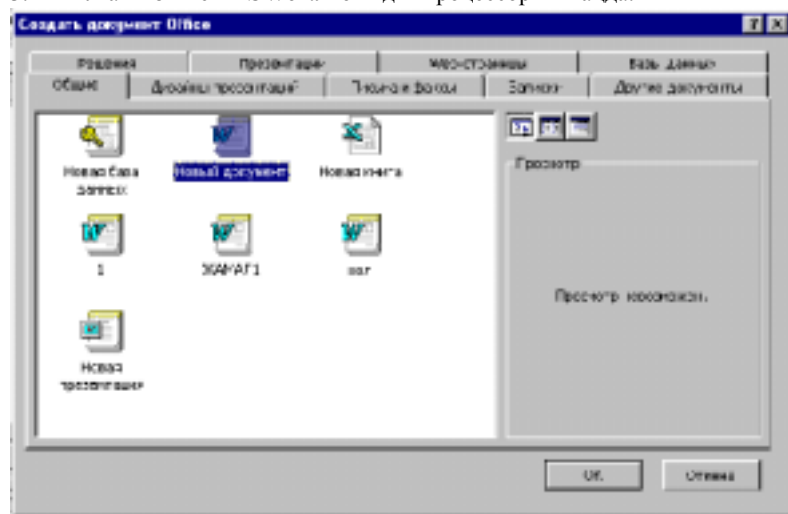 Создать документ Office
Решения Презентации Web-страницы Базы данных
Общие Дизайны презентаций Письма и факсы Записки Другие документы
Новая база данных
Новый документ
Новая книга
Просмотр
1
ЖАМАГ1
Просмотр невозможен.
Новая презентация
OK Отмена